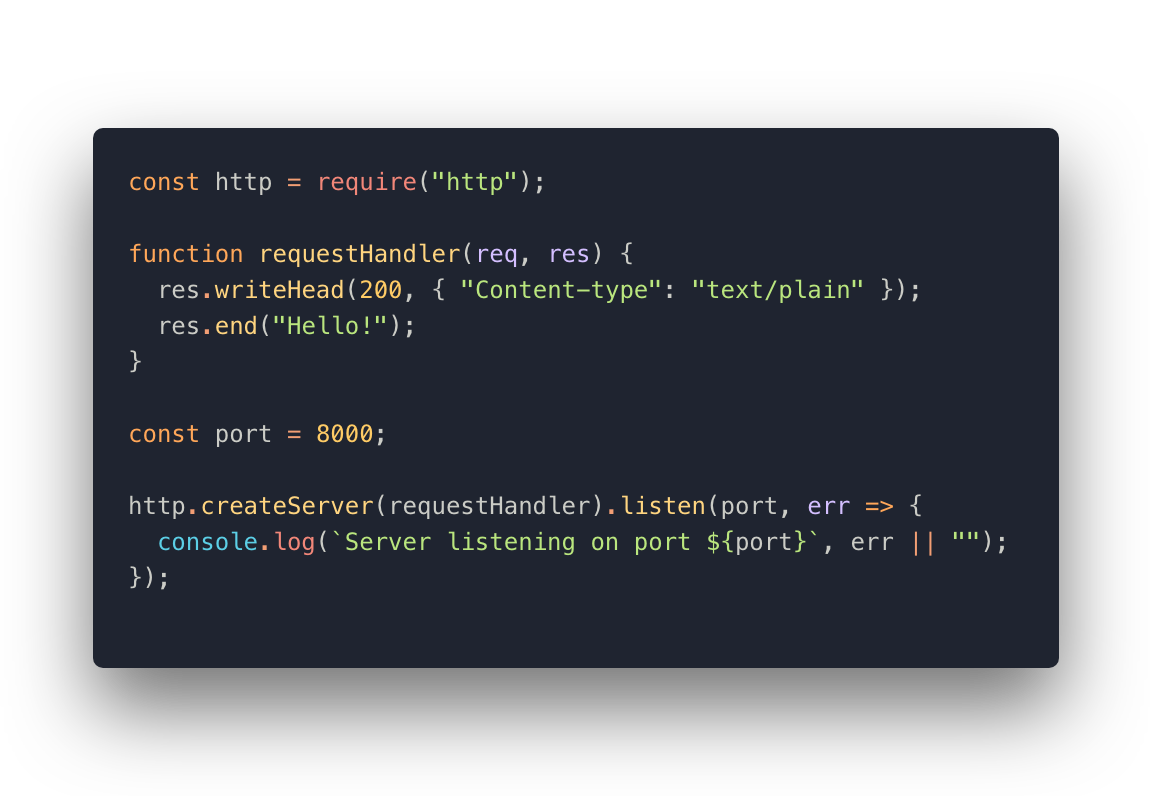 const http = require("http");

function requestHandler(req, res) {
  res.writeHead(200, { "Content-type": "text/plain" });
  res.end("Hello!");
}

const port = 8000;

http.createServer(requestHandler).listen(port, err => {
  console.log(`Server listening on port ${port}`, err || "");
});